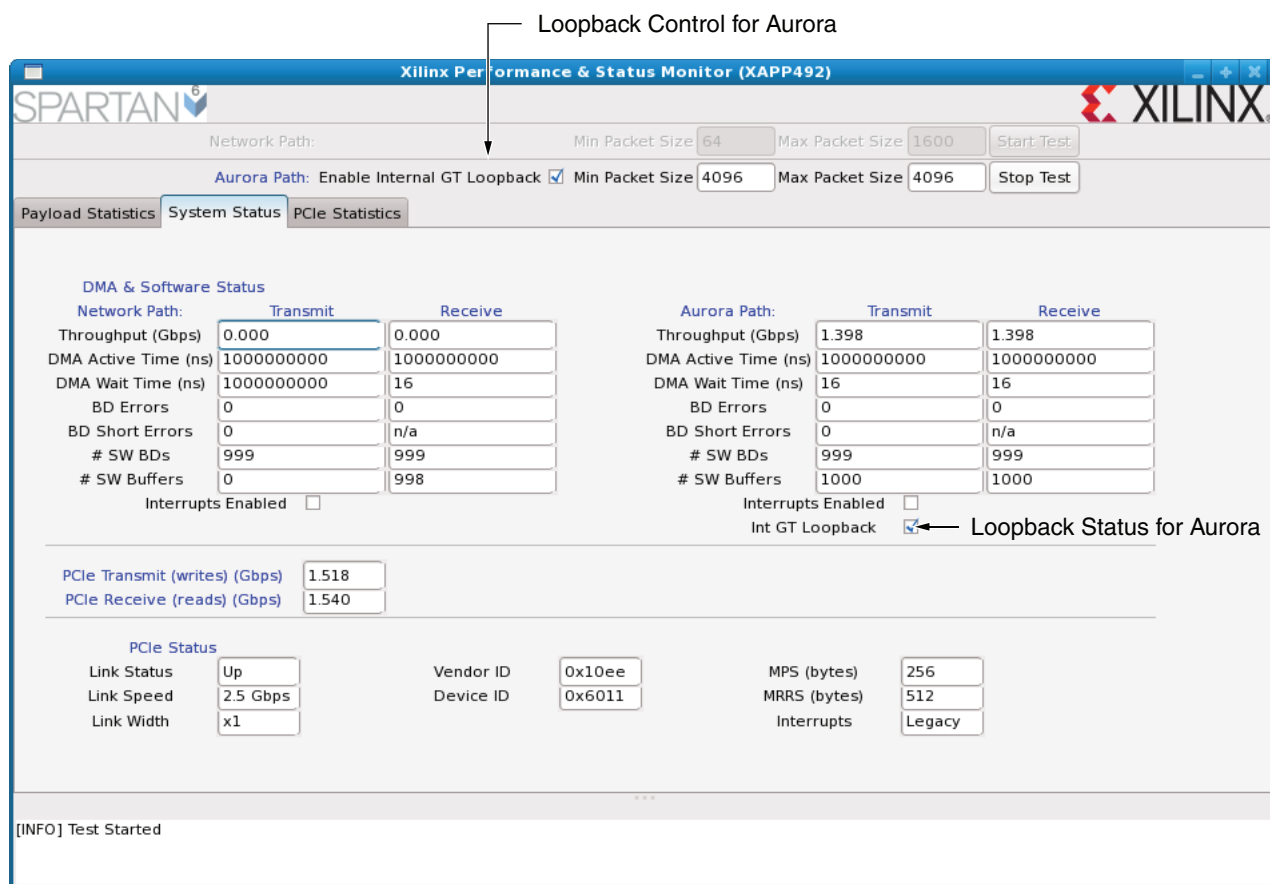 Loopback Control for Aurora
Xilinx Performance & Status Monitor (XAPP492)
SPARTAN 6
XILINX
Network Path: Min Packet Size 64 Max Packet Size 1600 Start Test
Aurora Path: Enable Internal GT Loopback Min Packet Size 4096 Max Packet Size 4096 Stop Test
Payload Statistics System Status PCIe Statistics
DMA & Software Status
Network Path: Transmit Receive Aurora Path: Transmit Receive
Throughput (Gbps) 0.000 0.000 Throughput (Gbps) 1.398 1.398
DMA Active Time (ns) 1000000000 1000000000 DMA Active Time (ns) 1000000000 1000000000
DMA Wait Time (ns) 1000000000 16 DMA Wait Time (ns) 16 16
BD Errors 0 0 BD Errors 0 0
BD Short Errors 0 n/a BD Short Errors 0 n/a
# SW BDs 999 999 # SW BDs 999 999
# SW Buffers 0 998 # SW Buffers 1000 1000
Interrupts Enabled Interrupts Enabled
Int GT Loopback Loopback Status for Aurora
PCIe Transmit (writes) (Gbps) 1.518
PCIe Receive (reads) (Gbps) 1.540
PCIe Status
Link Status Up Vendor ID 0x10ee MPS (bytes) 256
Link Speed 2.5 Gbps Device ID 0x6011 MRRS (bytes) 512
Link Width x1 Interrupts Legacy
[INFO] Test Started